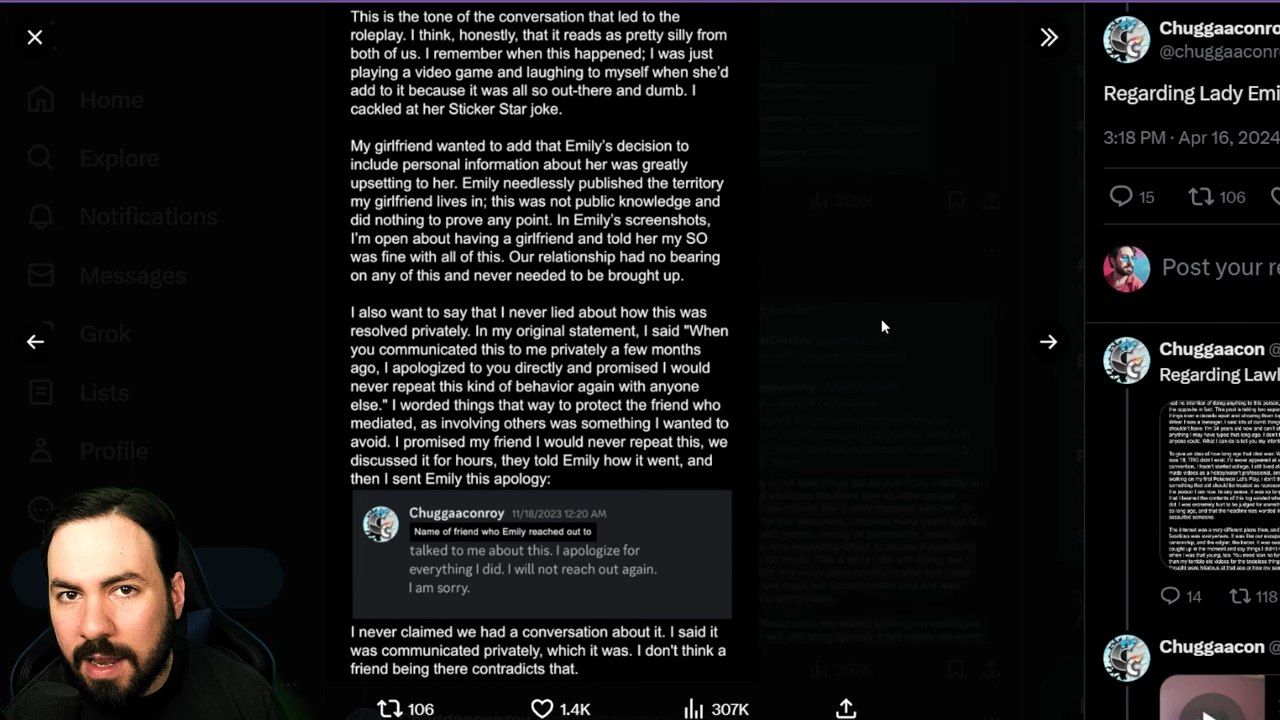 This is the tone of the conversation that led to the
roleplay. I think, honestly, that it reads as pretty silly from
both of us. I remember when this happened; I was just
playing a video game and laughing to myself when she'd
add to it because it was all so out-there and dumb. I
cackled at her Sticker Star joke.
My girlfriend wanted to add that Emily's decision to
include personal information about her was greatly
upsetting to her. Emily needlessly published the territory
my girlfriend lives in; this was not public knowledge and
did nothing to prove any point. In Emily's screenshots,
I'm open about having a girlfriend and told her my SO
was fine with all of this. Our relationship had no bearing
on any of this and never needed to be brought up.
I also want to say that I never lied about how this was
resolved privately. In my original statement, I said "When
you communicated this to me privately a few months
ago, I apologized to you directly and promised I would
never repeat this kind of behavior again with anyone
else." I worded things that way to protect the friend who
mediated, as involving others was something I wanted to
avoid. I promised my friend I would never repeat this, we
discussed it for hours, they told Emily how it went, and
then I sent Emily this apology:
Chuggaaconroy 11/18/2023 12:20 AM
Name of friend who Emily reached out to
talked to me about this. I apologize for
everything I did. I will not reach out again.
I am sorry.
I never claimed we had a conversation about it. I said it
was communicated privately, which it was. I don't think a
friend being there contradicts that.
106 1.4K 307K
Home
Explore
Notifications
Messages
Grok
Lists
Profile
303K
307K
Chuggaaconro
@chuggaaconr
Regarding Lady Emi
3:18 PM · Apr 16, 2024
15 106
Post your re
Chuggaacon @
Regarding Lawl
14 118
Chuggaacon @